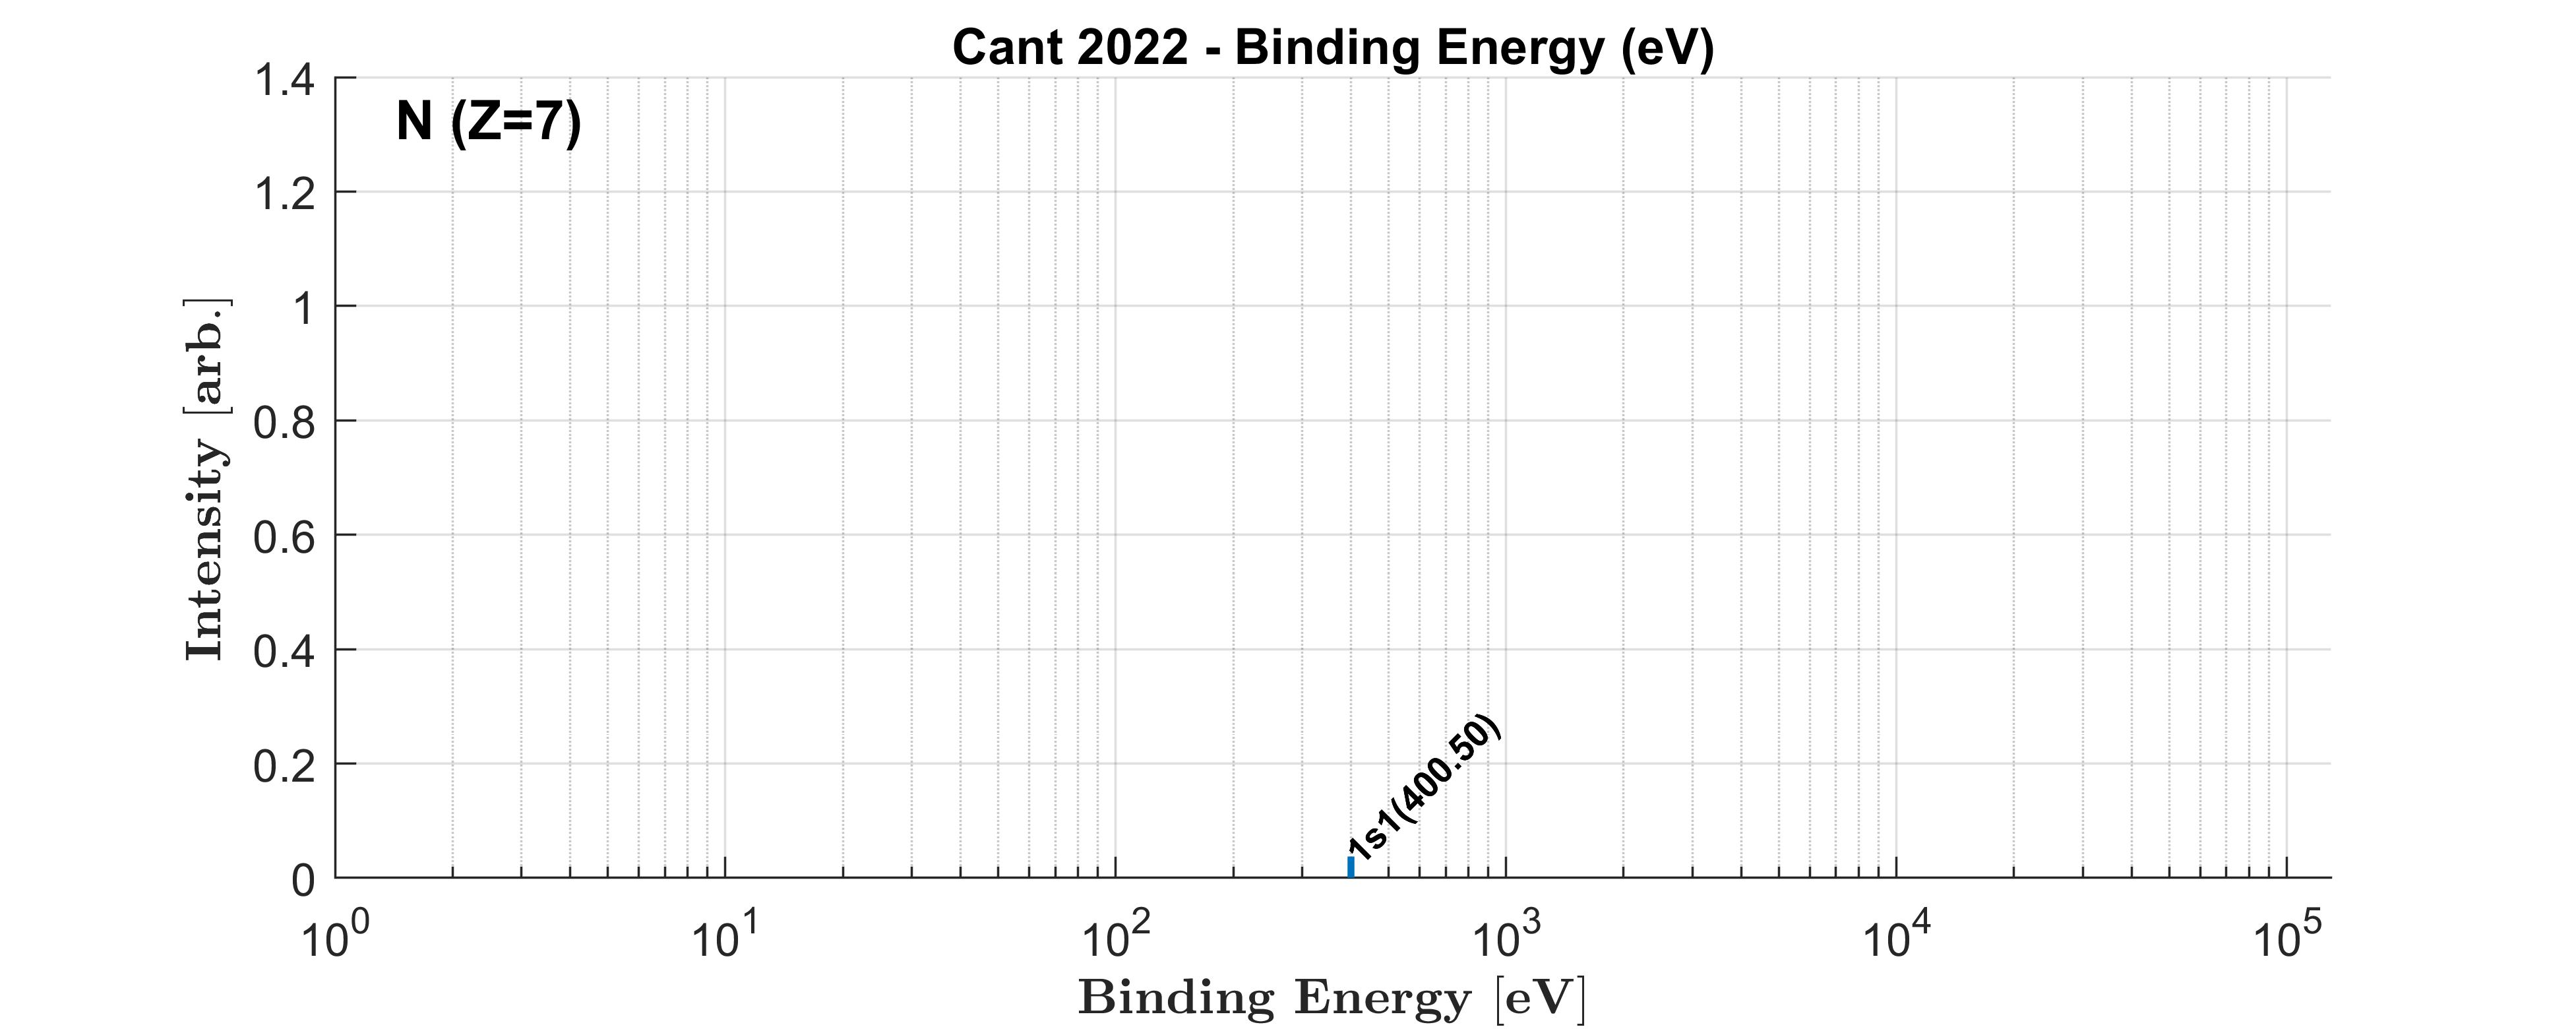 Cant 2022 - Binding Energy (eV)
N (Z=7)
Intensity [arb.]
1.4
1.2
1
0.8
0.6
0.4
0.2
0
1s1(400.50)
10^0 10^1 10^2 10^3 10^4 10^5
Binding Energy [eV]